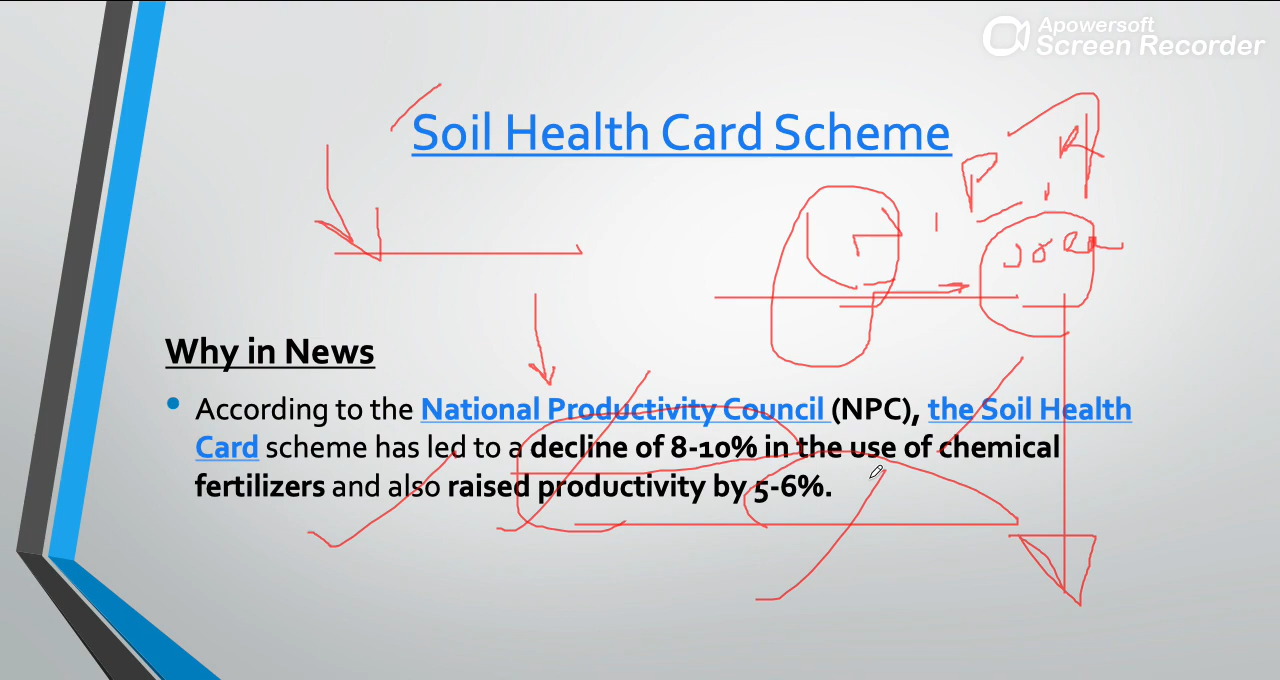 Apowersoft
Screen Recorder
Soil Health Card Scheme
Why in News
• According to the National Productivity Council (NPC), the Soil Health
Card scheme has led to a decline of 8-10% in the use of chemical
fertilizers and also raised productivity by 5-6%.